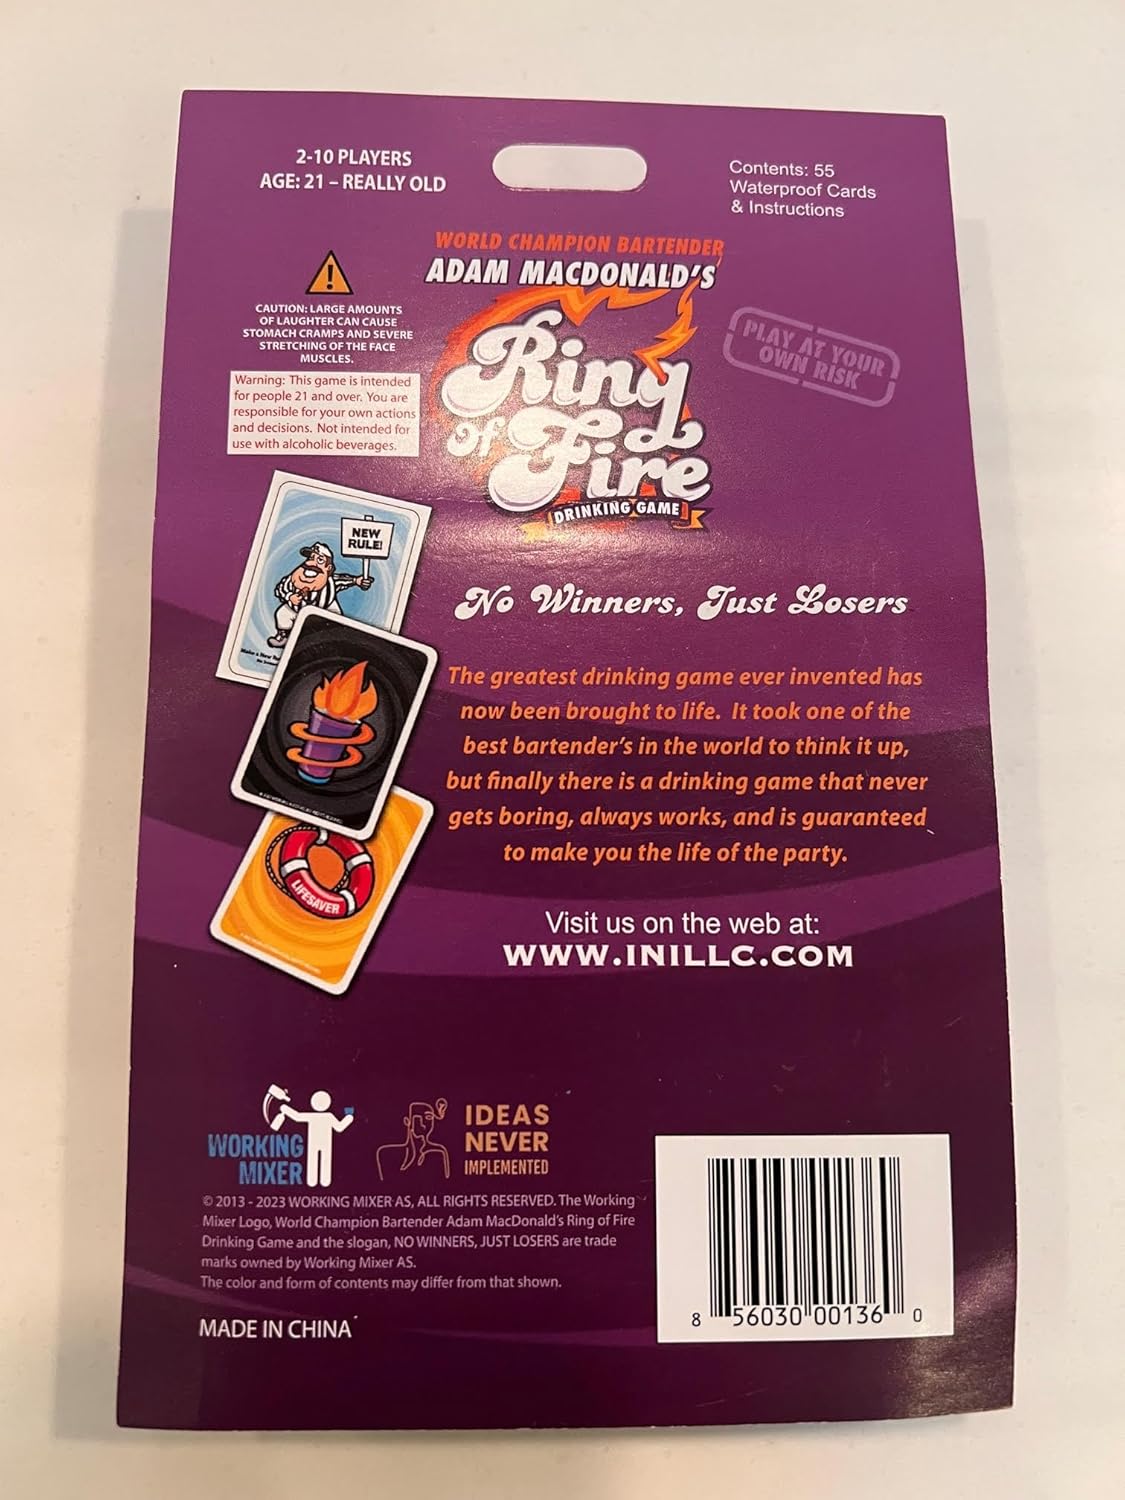 2-10 PLAYERS
AGE: 21 – REALLY OLD
Contents: 55
Waterproof Cards
& Instructions
WORLD CHAMPION BARTENDER
ADAM MACDONALD'S
Ring
of Fire
DRINKING GAME
PLAY AT YOUR
OWN RISK
CAUTION: LARGE AMOUNTS
OF LAUGHTER CAN CAUSE
STOMACH CRAMPS AND SEVERE
STRETCHING OF THE FACE
MUSCLES.
Warning: This game is intended
for people 21 and over. You are
responsible for your own actions
and decisions. Not intended for
use with alcoholic beverages.
NEW
RULE!
Make a New
LIFESAVER
No Winners, Just Losers
The greatest drinking game ever invented has
now been brought to life. It took one of the
best bartender's in the world to think it up,
but finally there is a drinking game that never
gets boring, always works, and is guaranteed
to make you the life of the party.
Visit us on the web at:
WWW.INILLC.COM
WORKING
MIXER
IDEAS
NEVER
IMPLEMENTED
© 2013 - 2023 WORKING MIXER AS, ALL RIGHTS RESERVED. The Working
Mixer Logo, World Champion Bartender Adam MacDonald's Ring of Fire
Drinking Game and the slogan, NO WINNERS, JUST LOSERS are trade
marks owned by Working Mixer AS.
The color and form of contents may differ from that shown.
MADE IN CHINA
8 56030 00136 0